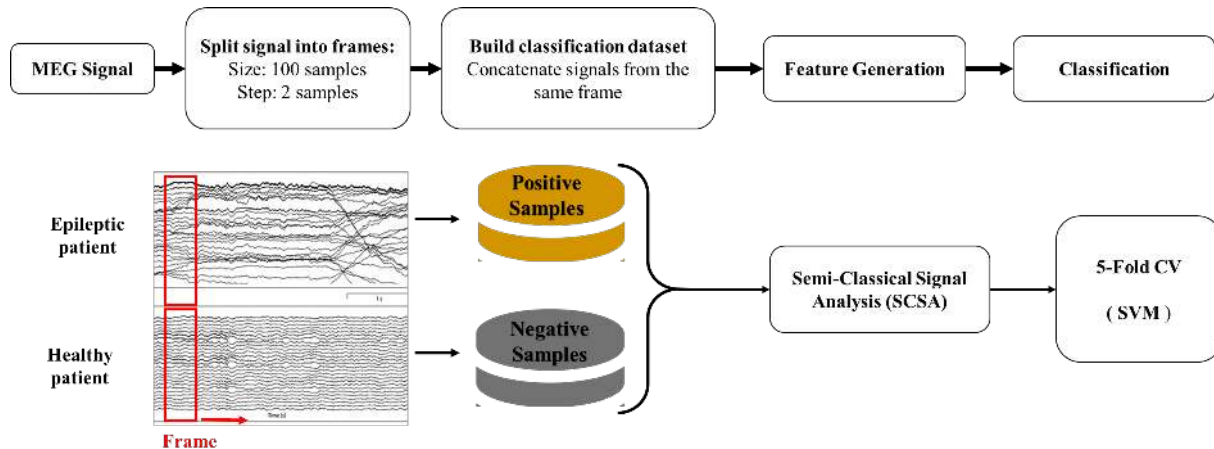 MEG Signal
Split signal into frames:
Size: 100 samples
Step: 2 samples
Build classification dataset
Concatenate signals from the
same frame
Feature Generation
Classification
Epileptic
patient
Positive
Samples
Semi-Classical Signal
Analysis (SCSA)
5-Fold CV
( SVM )
Healthy
patient
Negative
Samples
Time (s)
Frame